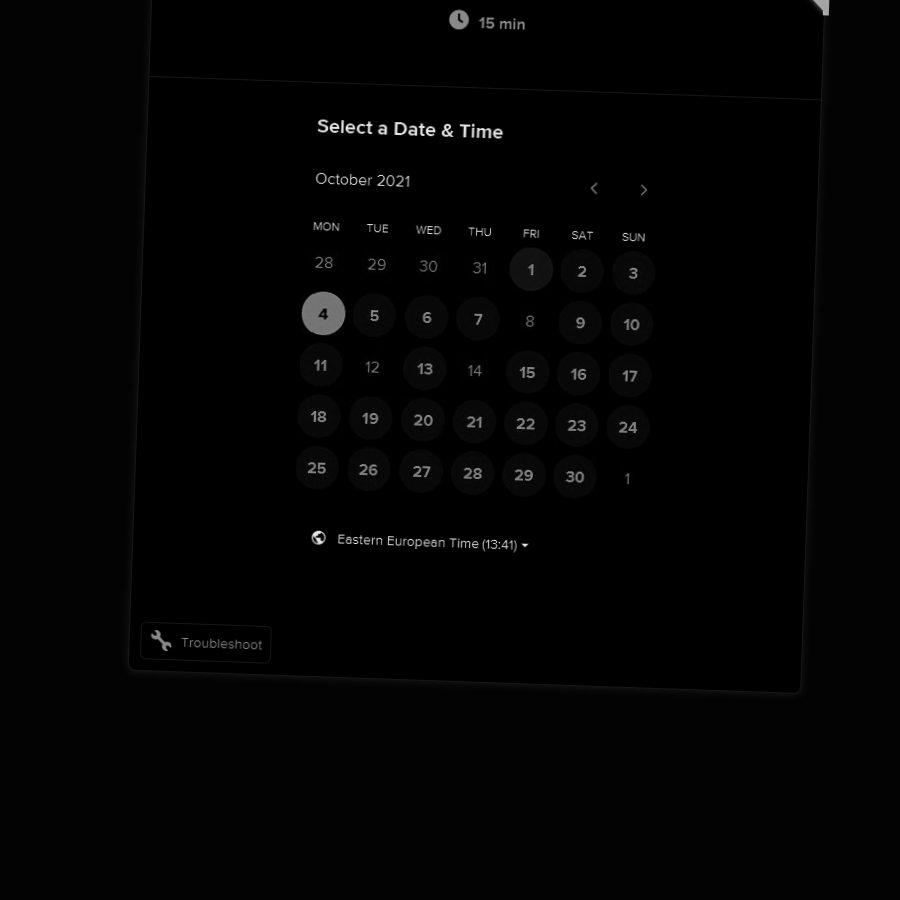 15 min
Select a Date & Time
October 2021
MON TUE WED THU FRI SAT SUN
28 29 30 31 1 2 3
4 5 6 7 8 9 10
11 12 13 14 15 16 17
18 19 20 21 22 23 24
25 26 27 28 29 30 1
Eastern European Time (13:41)
Troubleshoot